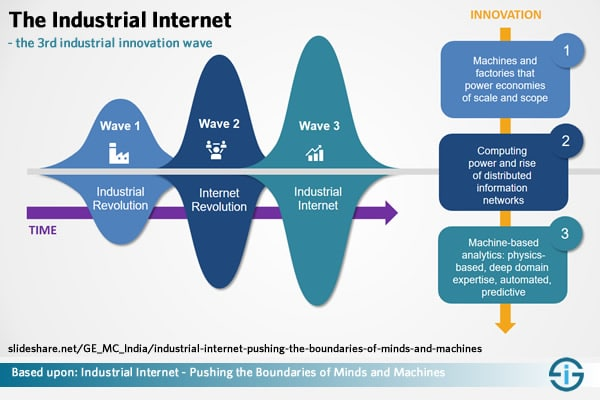 The Industrial Internet
- the 3rd industrial innovation wave
INNOVATION
Wave 1
Wave 2
Wave 3
Industrial
Revolution
Internet
Revolution
Industrial
Internet
TIME
1
Machines and
factories that
power economies
of scale and scope
2
Computing
power and rise
of distributed
information
networks
3
Machine-based
analytics: physics-
based, deep domain
expertise, automated,
predictive
slideshare.net/GE_MC_India/industrial-internet-pushing-the-boundaries-of-minds-and-machines
Based upon: Industrial Internet - Pushing the Boundaries of Minds and Machines
i